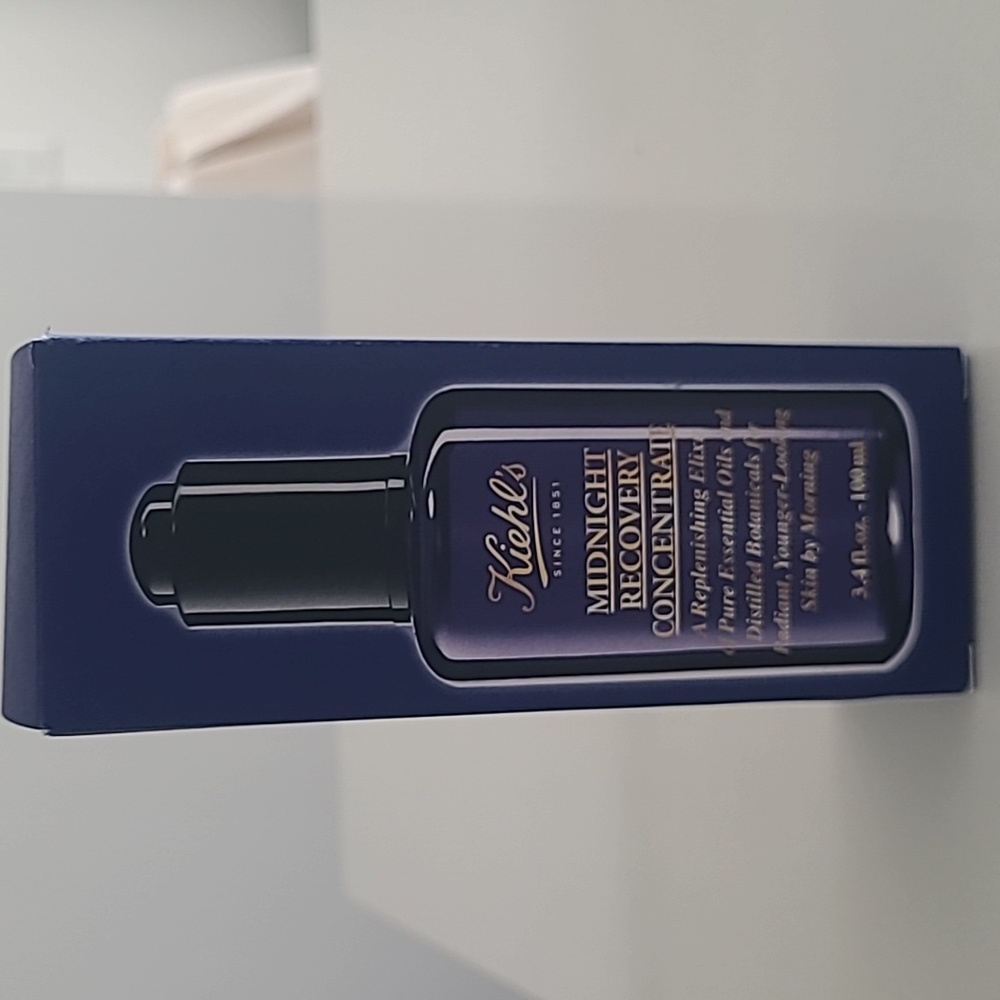 Kiehl's
SINCE 1851
MIDNIGHT
RECOVERY
CONCENTRATE
A Replenishing Elixir
of Pure Essential Oils and
Distilled Botanicals for
Radiant, Younger-Looking
Skin by Morning
3.4 fl. oz. - 100 ml